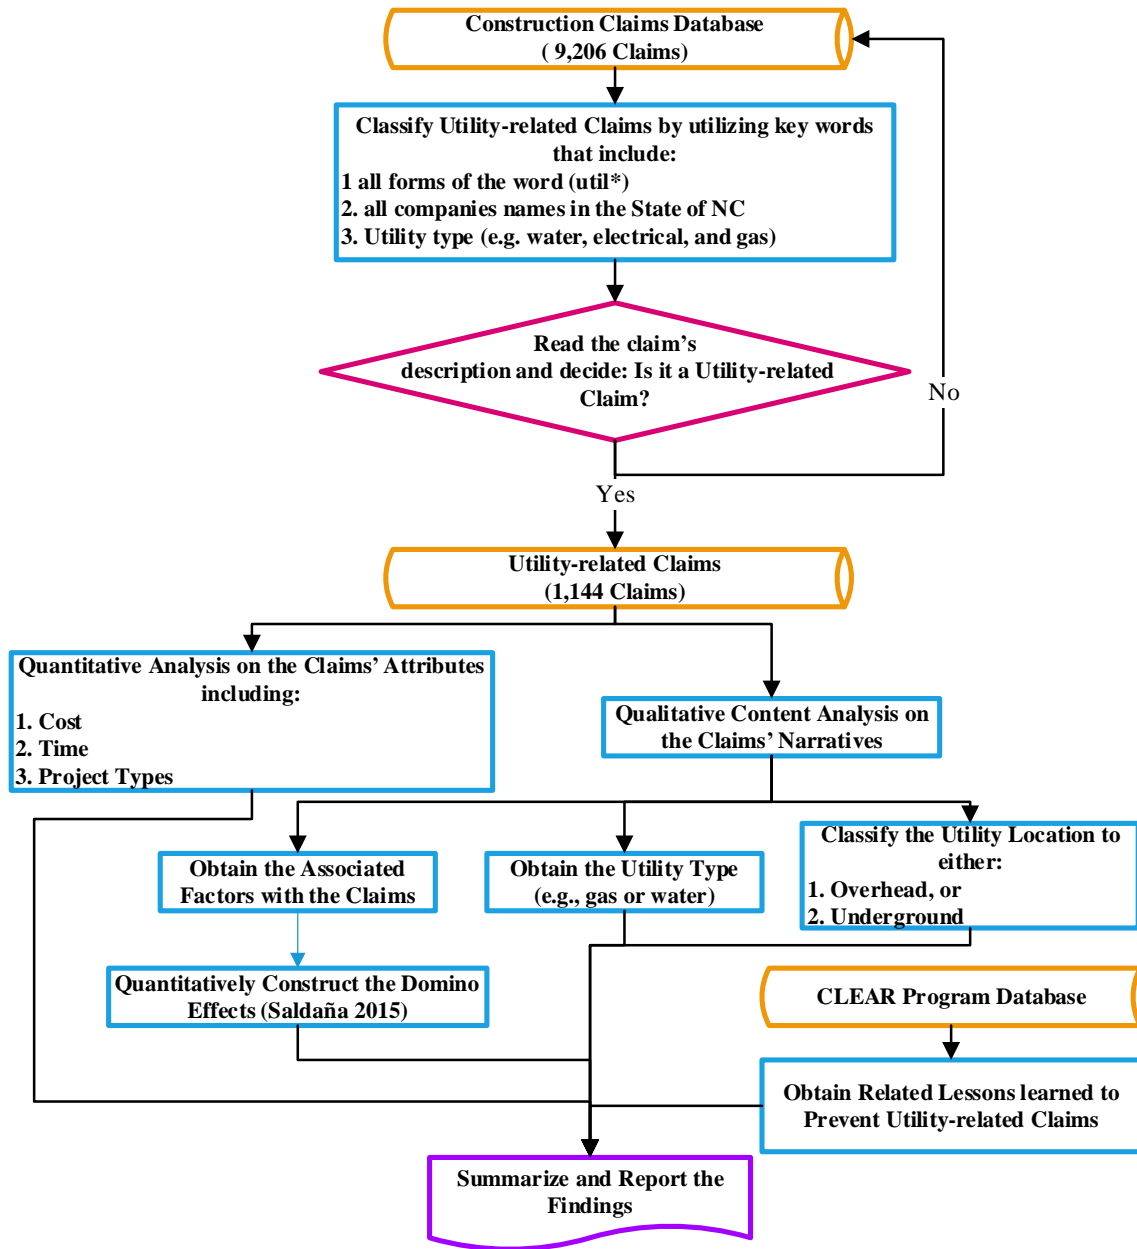 Construction Claims Database
( 9,206 Claims)
Classify Utility-related Claims by utilizing key words
that include:
1 all forms of the word (util*)
2. all companies names in the State of NC
3. Utility type (e.g. water, electrical, and gas)
Read the claim’s
description and decide: Is it a Utility-related
Claim?
No
Yes
Utility-related Claims
(1,144 Claims)
Quantitative Analysis on the Claims’ Attributes
including:
1. Cost
2. Time
3. Project Types
Qualitative Content Analysis on
the Claims’ Narratives
Obtain the Associated
Factors with the Claims
Obtain the Utility Type
(e.g., gas or water)
Classify the Utility Location to
either:
1. Overhead, or
2. Underground
Quantitatively Construct the Domino
Effects (Saldaña 2015)
CLEAR Program Database
Obtain Related Lessons learned to
Prevent Utility-related Claims
Summarize and Report the
Findings